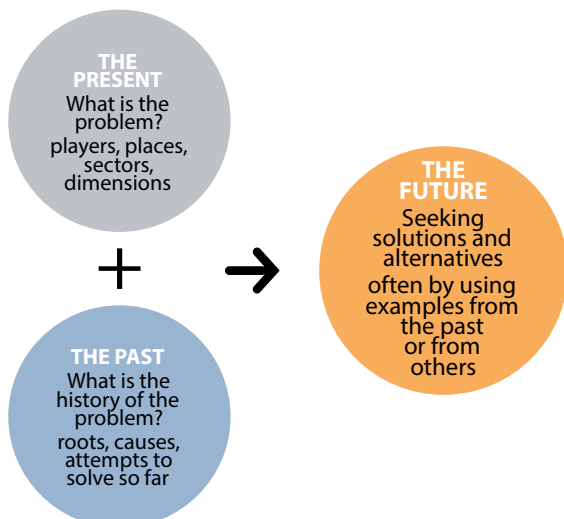 THE
PRESENT
What is the
problem?
players, places,
sectors,
dimensions
+
THE PAST
What is the
history of the
problem?
roots, causes,
attempts to
solve so far
THE
FUTURE
Seeking
solutions and
alternatives
often by using
examples from
the past
or from
others